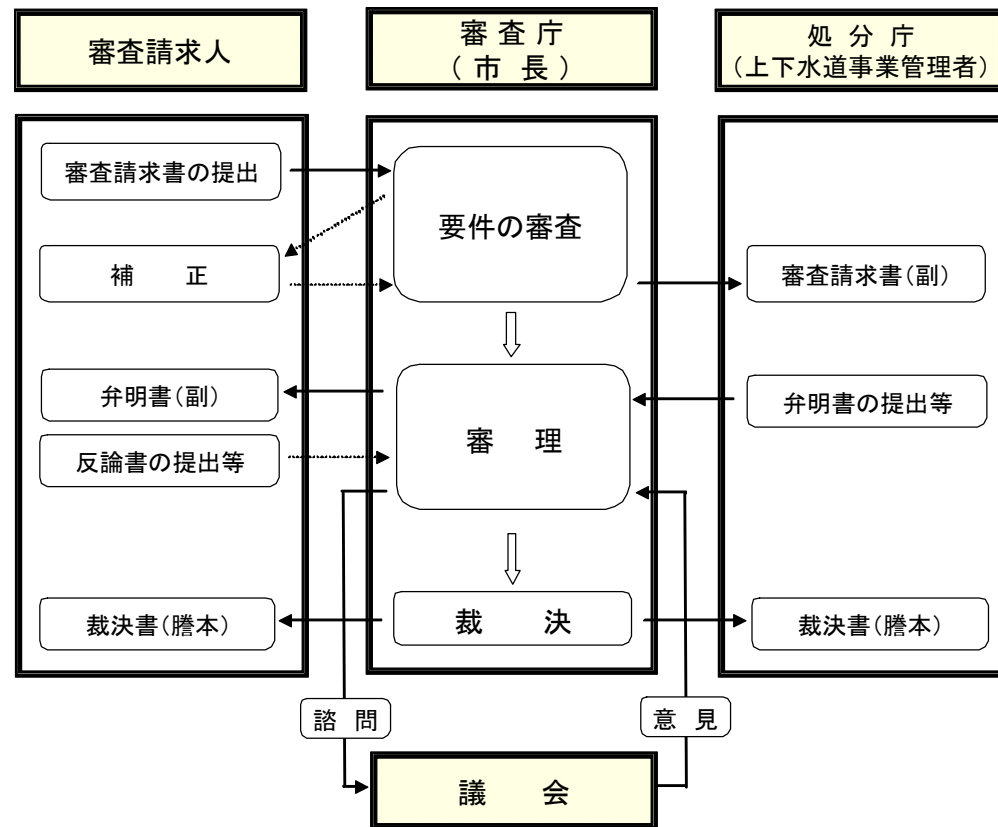 審査請求人
審 査 庁
（ 市 長 ）
処 分 庁
（上下水道事業管理者）
審査請求書の提出
要件の審査
補 正
審査請求書（副）
弁明書（副）
弁明書の提出等
審 理
反論書の提出等
裁決書（謄本）
裁 決
裁決書（謄本）
諮 問
意 見
議 会